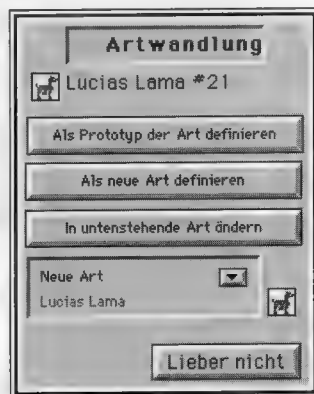 Artwandlung
Lucias Lama #21
Als Prototyp der Art definieren
Als neue Art definieren
In untenstehende Art ändern
Neue Art
Lucias Lama
Lieber nicht